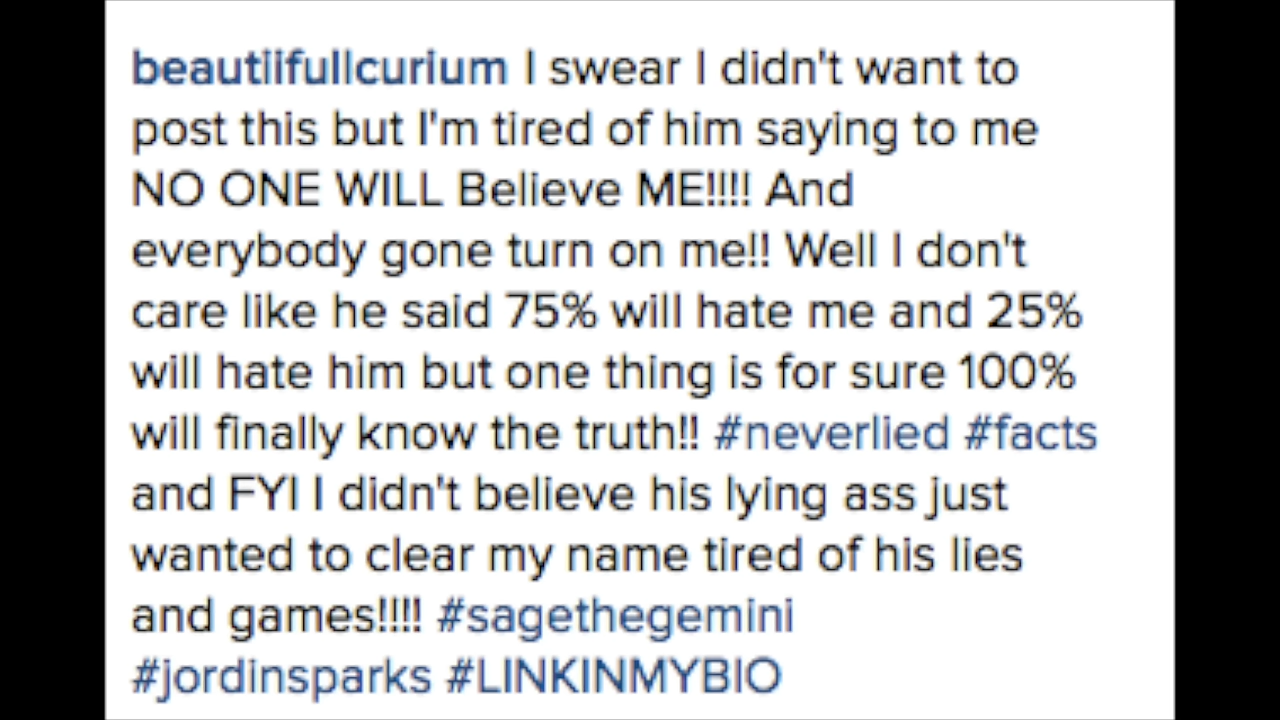 beautiifullcurium I swear I didn't want to
post this but I'm tired of him saying to me
NO ONE WILL Believe ME!!!! And
everybody gone turn on me!! Well I don't
care like he said 75% will hate me and 25%
will hate him but one thing is for sure 100%
will finally know the truth!! #neverlied #facts
and FYI I didn't believe his lying ass just
wanted to clear my name tired of his lies
and games!!!! #sagethegemini
#jordinsparks #LINKINMYBIO